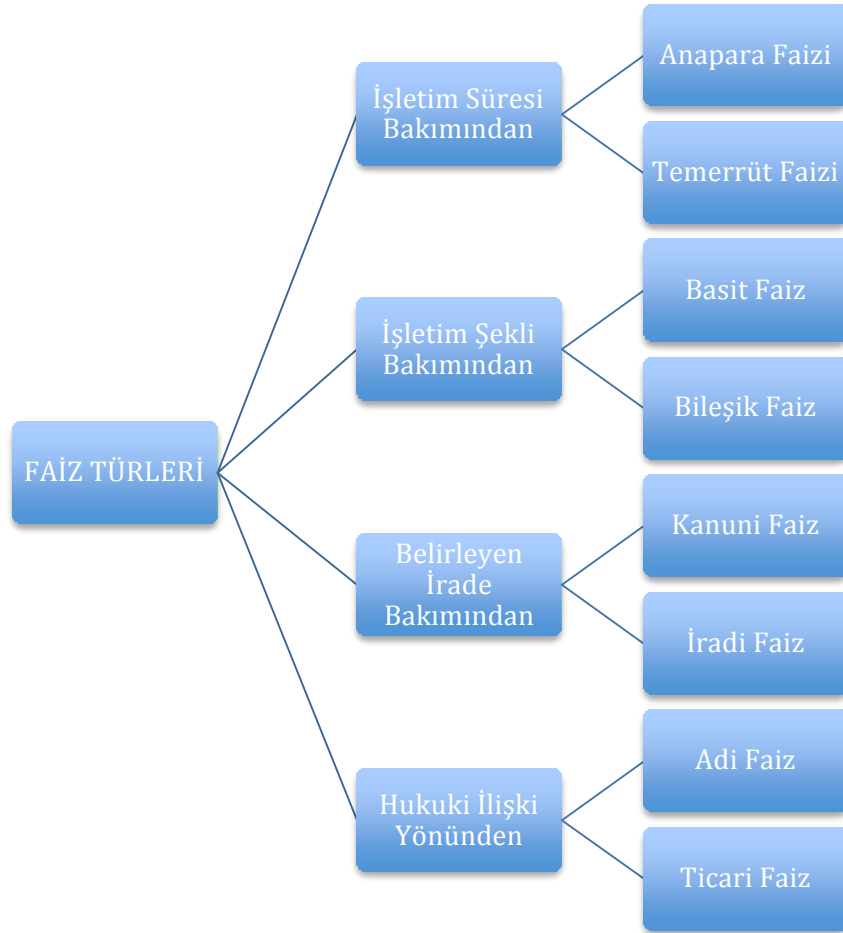 FAİZ TÜRLERİ
İşletim Süresi
Bakımından
Anapara Faizi
Temerrüt Faizi
İşletim Şekli
Bakımından
Basit Faiz
Bileşik Faiz
Belirleyen
İrade
Bakımından
Kanuni Faiz
İradi Faiz
Hukuki İlişki
Yönünden
Adi Faiz
Ticari Faiz